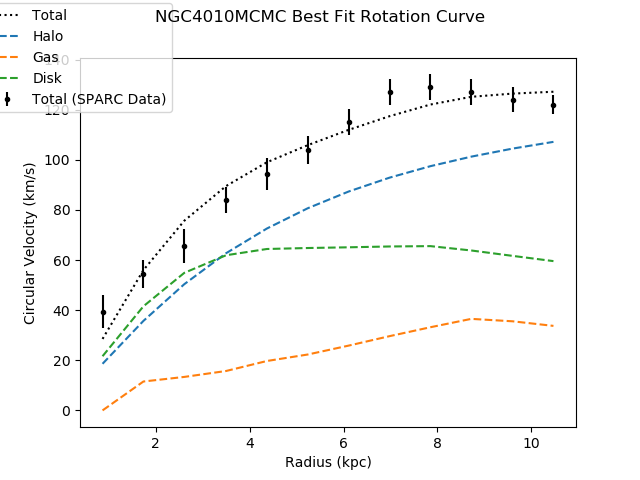 NGC4010MCMC Best Fit Rotation Curve
Total
Halo
Gas
Disk
Total (SPARC Data)
140
120
100
80
60
40
20
0
Circular Velocity (km/s)
2 4 6 8 10
Radius (kpc)